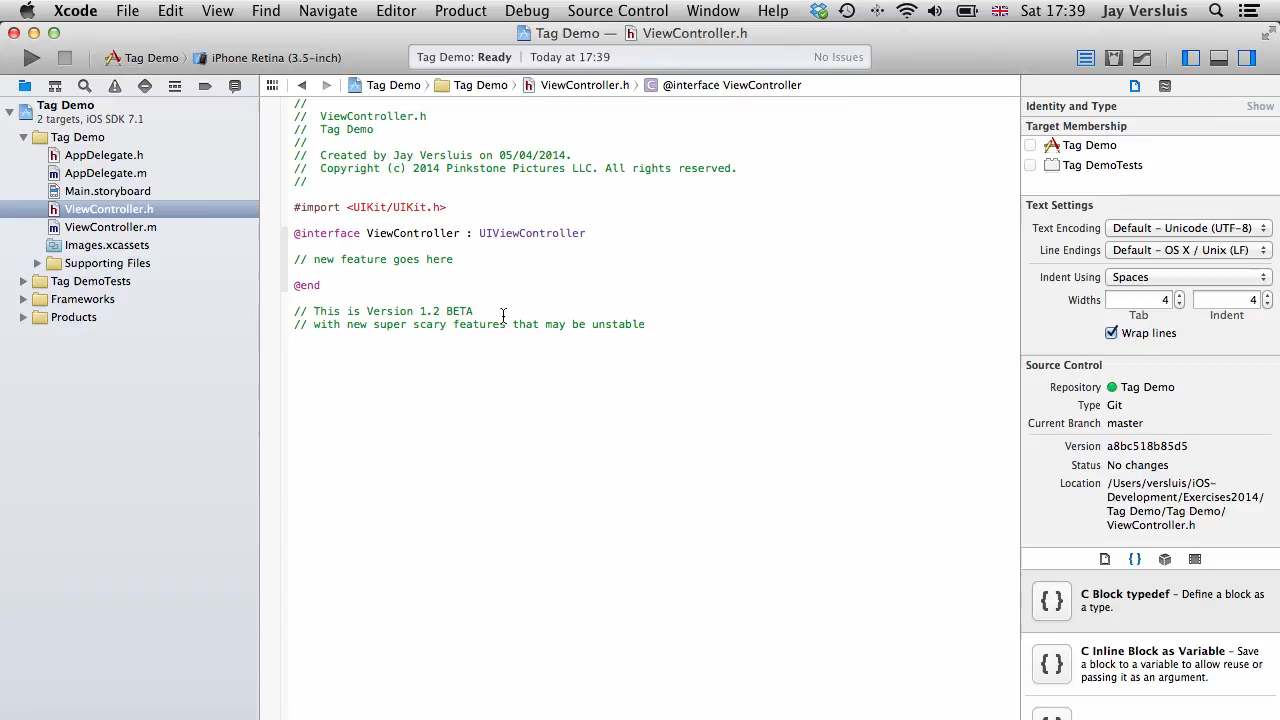 Xcode File Edit View Find Navigate Editor Product Debug Source Control Window Help Sat 17:39 Jay Versluis
Tag Demo — ViewController.h
Tag Demo iPhone Retina (3.5-inch) Tag Demo: Ready Today at 17:39 No Issues
Tag Demo Tag Demo ViewController.h @interface ViewController
Tag Demo
2 targets, iOS SDK 7.1
Tag Demo
AppDelegate.h
AppDelegate.m
Main.storyboard
ViewController.h
ViewController.m
Images.xcassets
Supporting Files
Tag DemoTests
Frameworks
Products
//
// ViewController.h
// Tag Demo
//
// Created by Jay Versluis on 05/04/2014.
// Copyright (c) 2014 Pinkstone Pictures LLC. All rights reserved.
//
#import <UIKit/UIKit.h>
@interface ViewController : UIViewController
// new feature goes here
@end
// This is Version 1.2 BETA
// with new super scary features that may be unstable
Identity and Type Show
Target Membership
Tag Demo
Tag DemoTests
Text Settings
Text Encoding Default - Unicode (UTF-8)
Line Endings Default - OS X / Unix (LF)
Indent Using Spaces
Widths 4 4
Tab Indent
Wrap lines
Source Control
Repository Tag Demo
Type Git
Current Branch master
Version a8bc518b85d5
Status No changes
Location /Users/versluis/iOS-
Development/Exercises2014/
Tag Demo/Tag Demo/
ViewController.h
{ }
{ } C Block typedef - Define a block as
a type.
{ } C Inline Block as Variable - Save
a block to a variable to allow reuse or
passing it as an argument.